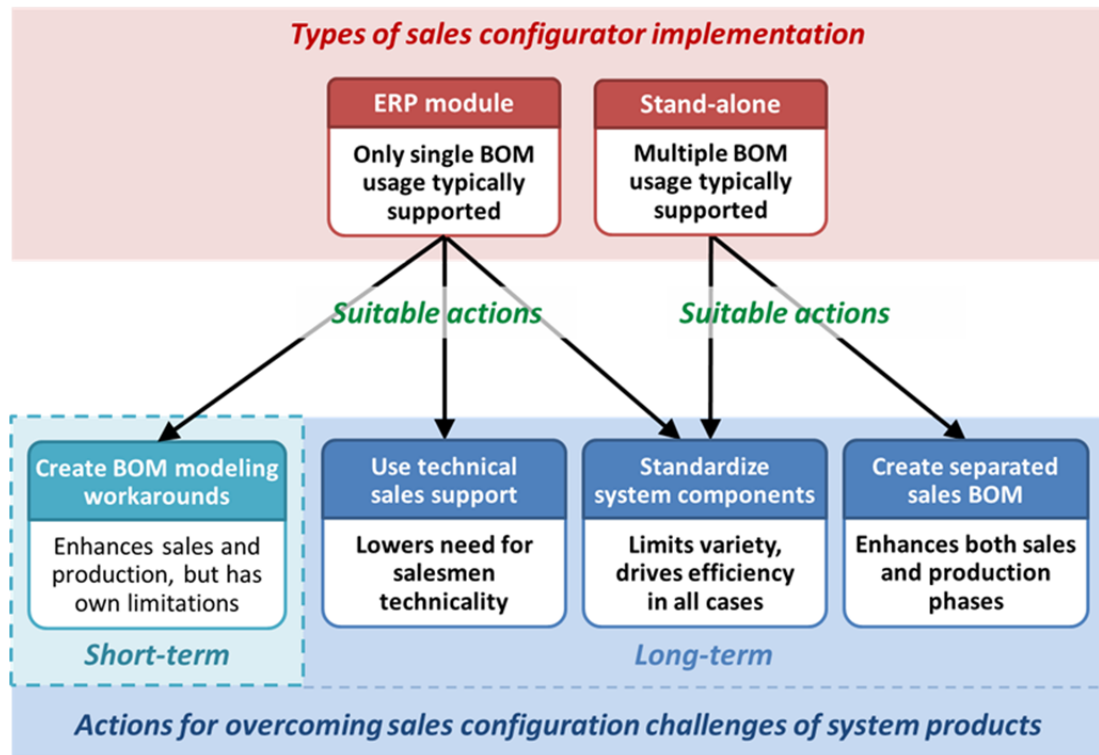 Types of sales configurator implementation
ERP module
Only single BOM
usage typically
supported
Stand-alone
Multiple BOM
usage typically
supported
Suitable actions
Suitable actions
Create BOM modeling
workarounds
Enhances sales and
production, but has
own limitations
Use technical
sales support
Lowers need for
salesmen
technicality
Standardize
system components
Limits variety,
drives efficiency
in all cases
Create separated
sales BOM
Enhances both sales
and production
phases
Short-term
Long-term
Actions for overcoming sales configuration challenges of system products